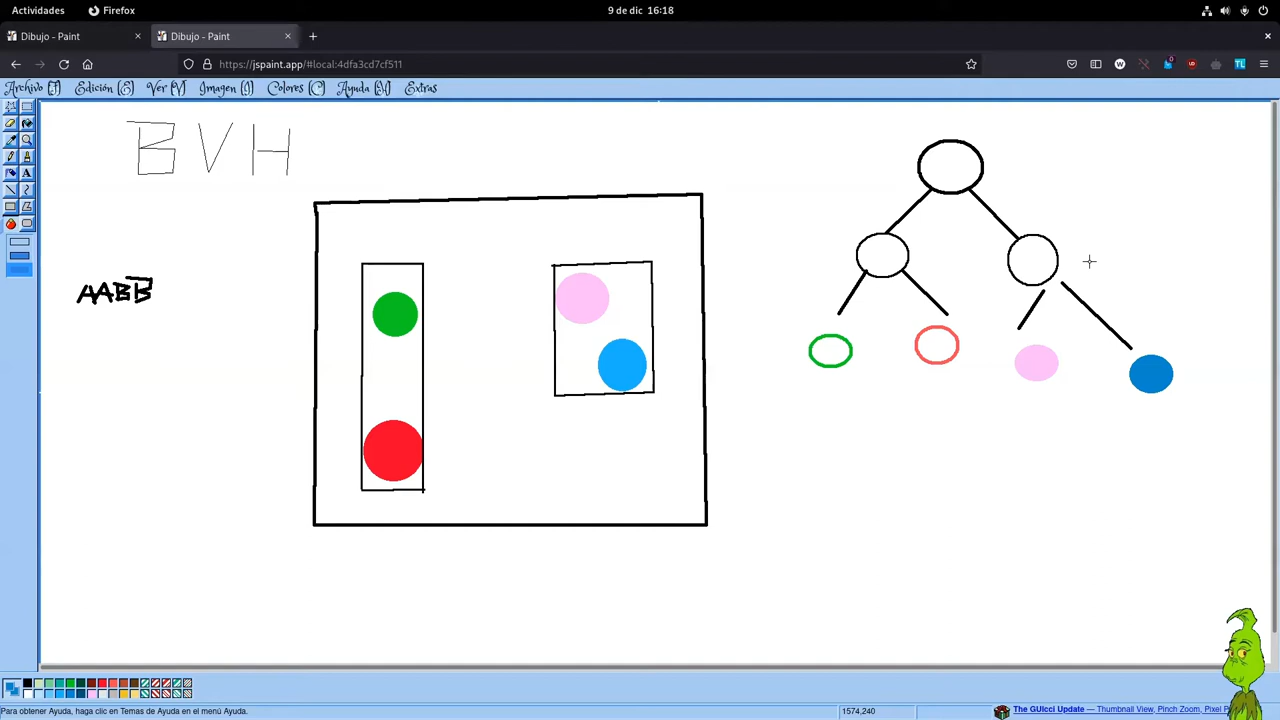 Actividades Firefox 9 de dic 16:18
Dibujo - Paint × Dibujo - Paint × +
https://jspaint.app/#local:4dfa3cd7cf511
Archivo (F) Edición (E) Ver (V) Imagen (I) Colores (C) Ayuda (H) Extras
BVH
AABB
Para obtener Ayuda, haga clic en Temas de Ayuda en el menú Ayuda. 1574,240 The GUIcci Update — Thumbnail View, Pinch Zoom, Pixel P